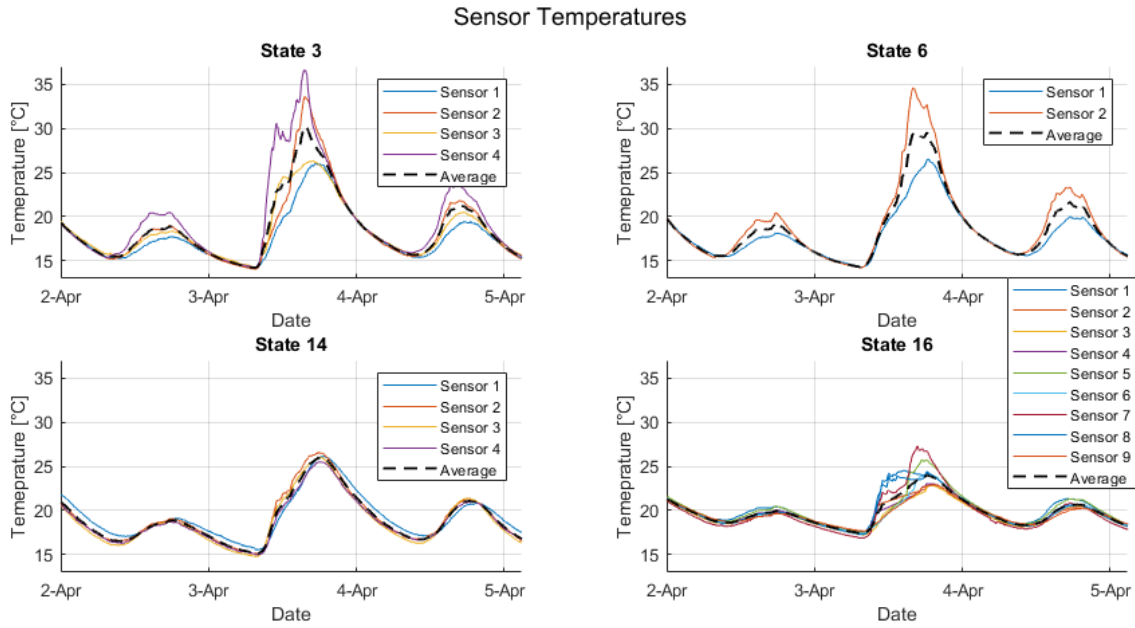 Sensor Temperatures
State 3
Temeprature [°C]
35
30
25
20
15
2-Apr
3-Apr
4-Apr
5-Apr
Date
Sensor 1
Sensor 2
Sensor 3
Sensor 4
Average
State 6
Temeprature [°C]
35
30
25
20
15
2-Apr
3-Apr
4-Apr
Date
Sensor 1
Sensor 2
Average
State 14
Temeprature [°C]
35
30
25
20
15
2-Apr
3-Apr
4-Apr
5-Apr
Date
Sensor 1
Sensor 2
Sensor 3
Sensor 4
Average
State 16
Temeprature [°C]
35
30
25
20
15
2-Apr
3-Apr
4-Apr
5-Apr
Date
Sensor 1
Sensor 2
Sensor 3
Sensor 4
Sensor 5
Sensor 6
Sensor 7
Sensor 8
Sensor 9
Average